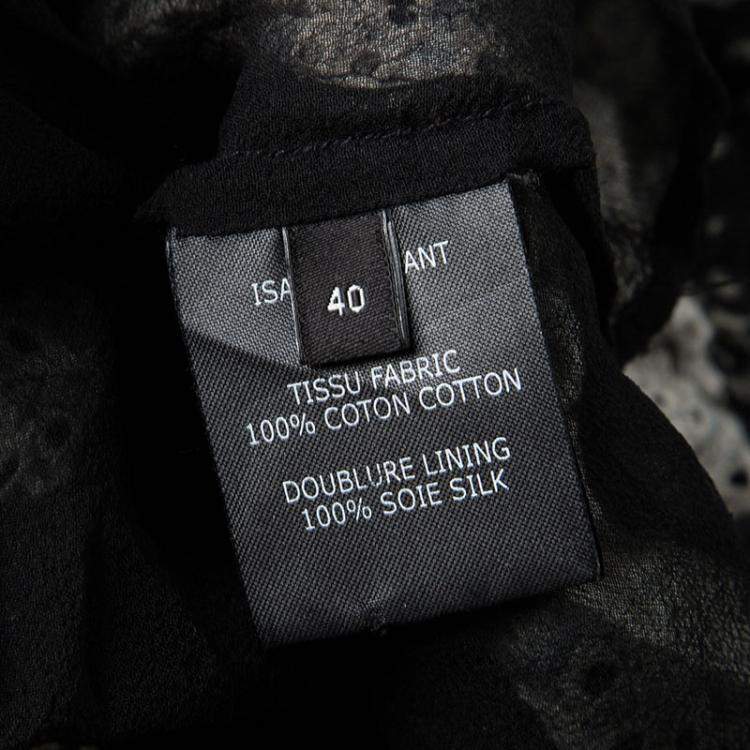 ISA ANT
40
TISSU FABRIC
100% COTON COTTON
DOUBLURE LINING
100% SOIE SILK